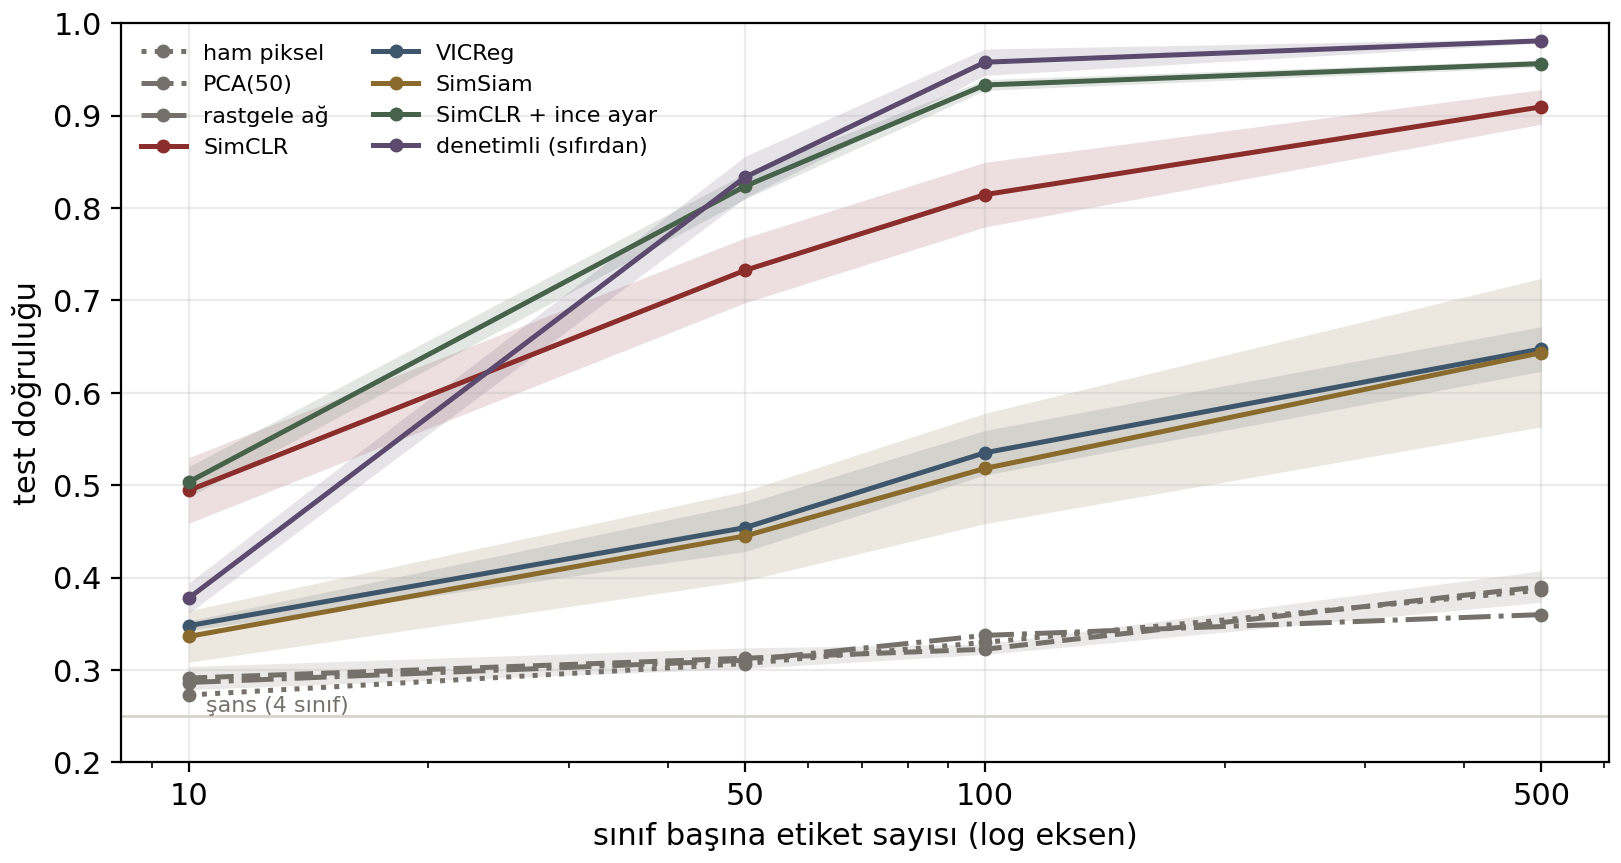 1.0
0.9
0.8
0.7
0.6
0.5
0.4
0.3
0.2
test doğruluğu
ham piksel
PCA(50)
rastgele ağ
SimCLR
VICReg
SimSiam
SimCLR + ince ayar
denetimli (sıfırdan)
şans (4 sınıf)
10 50 100 500
sınıf başına etiket sayısı (log eksen)